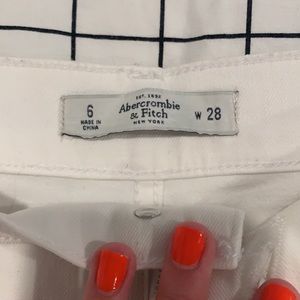 EST. 1892
6
MADE IN
CHINA
Abercrombie
& Fitch
NEW YORK
W 28